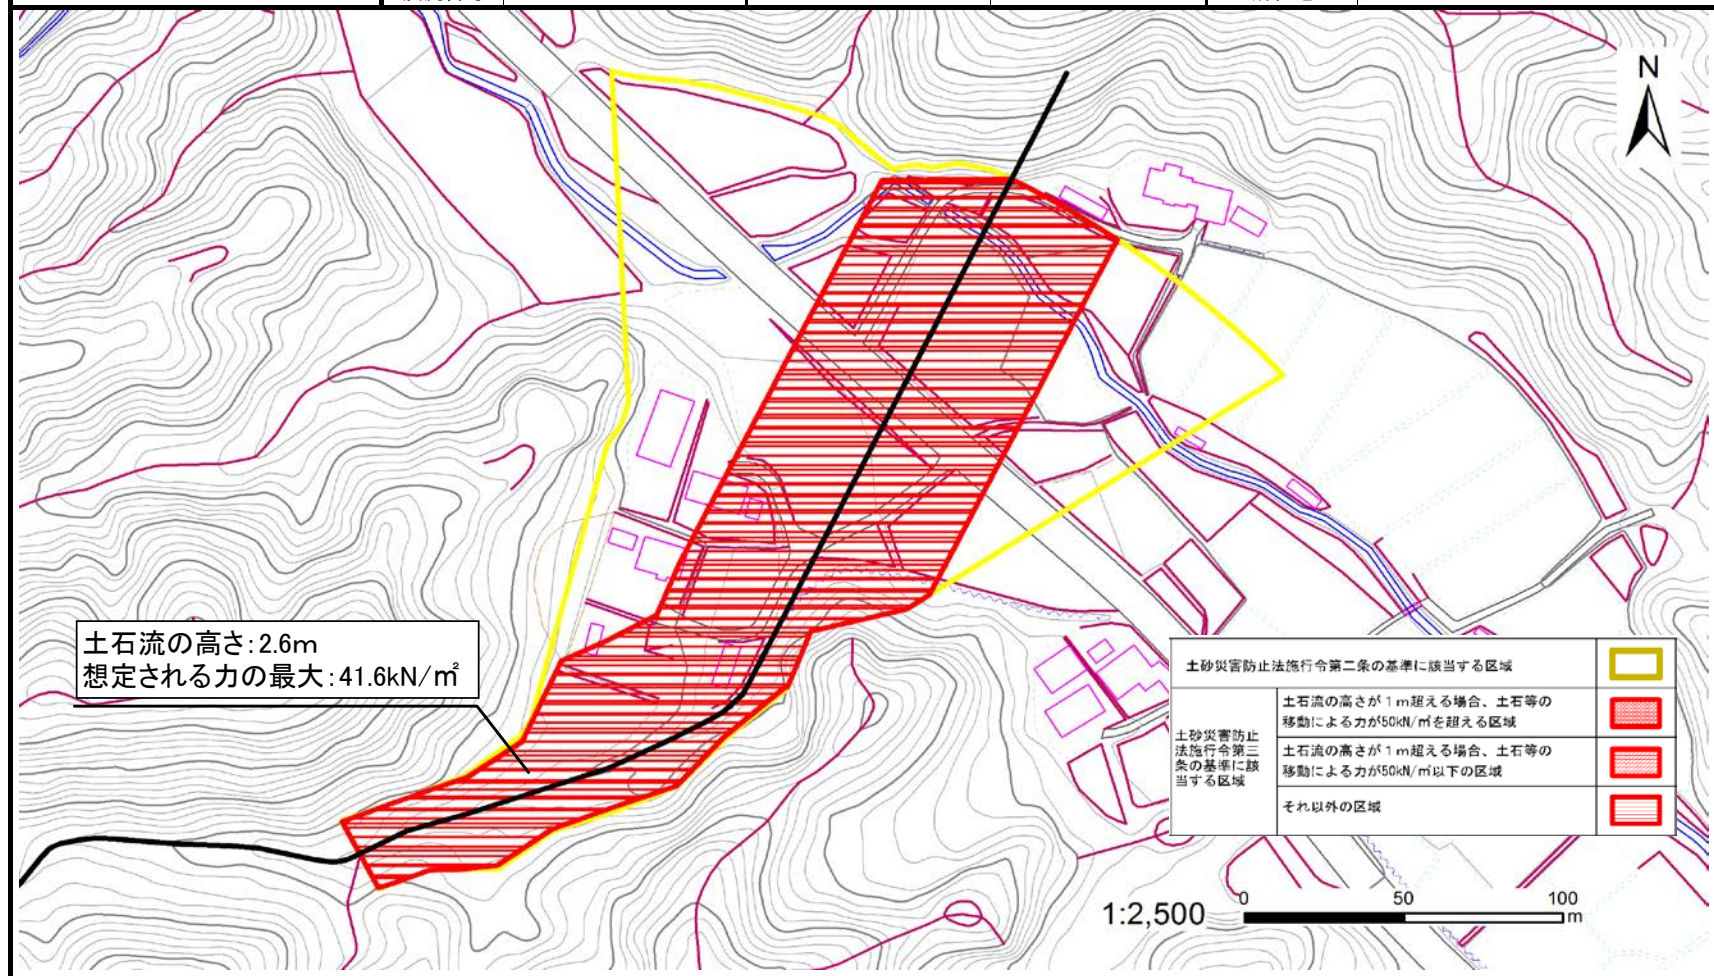 N
土石流の高さ:2.6m
想定される力の最大:41.6kN/㎡
土砂災害防止法施行令第二条の基準に該当する区域
土砂災害防止
法施行令第三
条の基準に該
当する区域
土石流の高さが1m超える場合、土石等の
移動による力が50kN/㎡を超える区域
土石流の高さが1m超える場合、土石等の
移動による力が50kN/㎡以下の区域
それ以外の区域
1:2,500
0 50 100
m